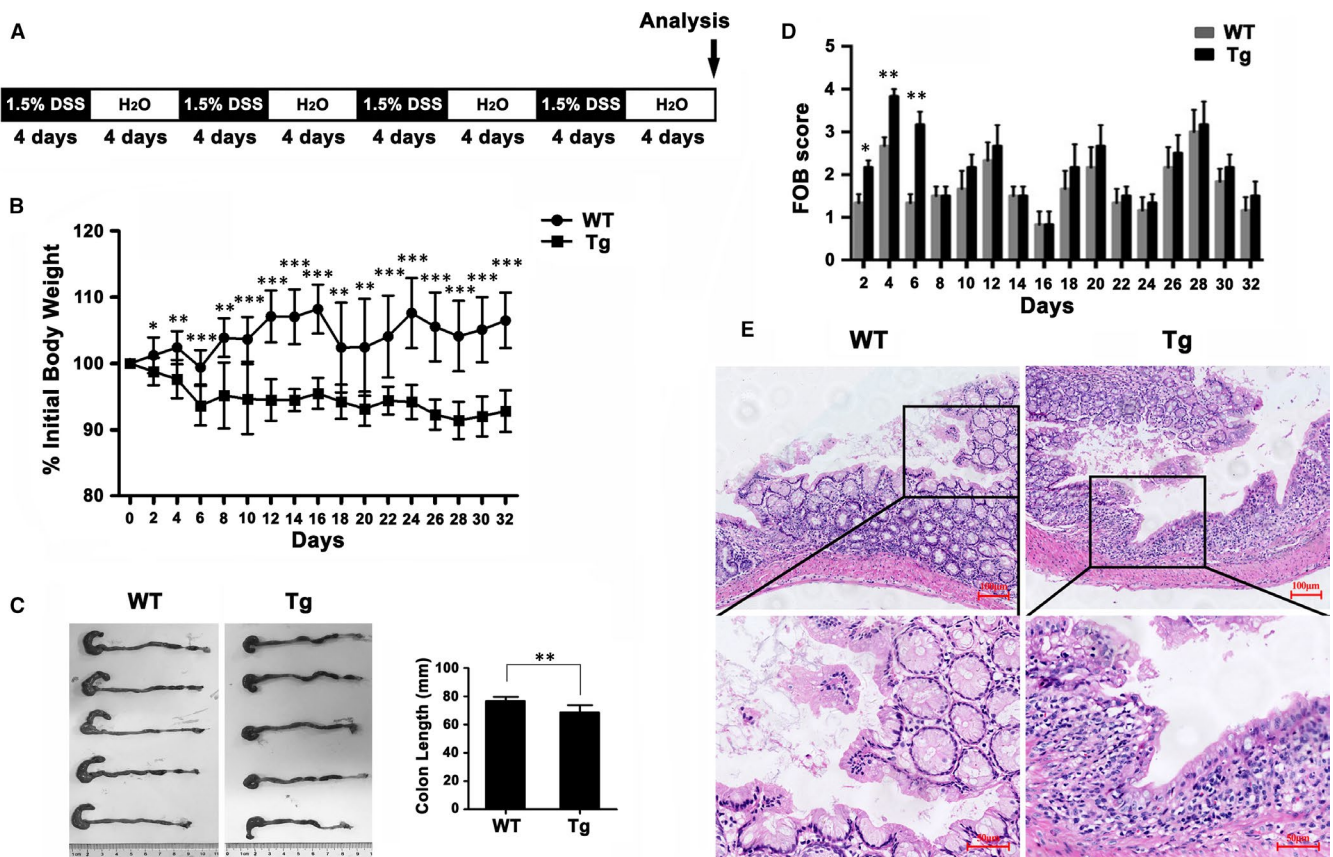 A
Analysis
1.5% DSS H₂O 1.5% DSS H₂O 1.5% DSS H₂O 1.5% DSS H₂O
4 days 4 days 4 days 4 days 4 days 4 days 4 days 4 days
B
WT
Tg
% Initial Body Weight
120
110
100
90
80
* ** *** ** *** *** *** *** ** ** *** *** *** *** *** ***
0 2 4 6 8 10 12 14 16 18 20 22 24 26 28 30 32
Days
C
WT Tg
Colon Length (mm)
100
80
60
40
20
0
**
WT Tg
D
WT
Tg
FOB score
5
4
3
2
1
0
* ** **
2 4 6 8 10 12 14 16 18 20 22 24 26 28 30 32
Days
E
WT Tg
100μm 100μm
50μm 50μm